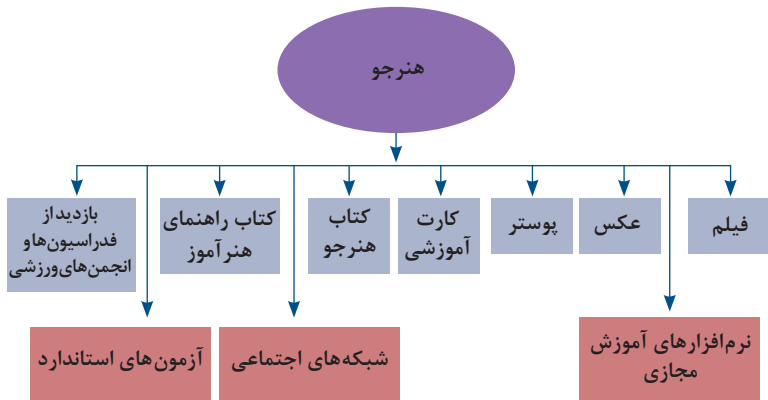 هنرجو
فیلم
عکس
پوستر
کارت
آموزشی
کتاب
هنرجو
کتاب راهنمای
هنرآموز
بازدید از
فدراسیون‌ها و
انجمن‌های ورزشی
نرم‌افزارهای آموزش
مجازی
شبکه‌های اجتماعی
آزمون‌های استاندارد